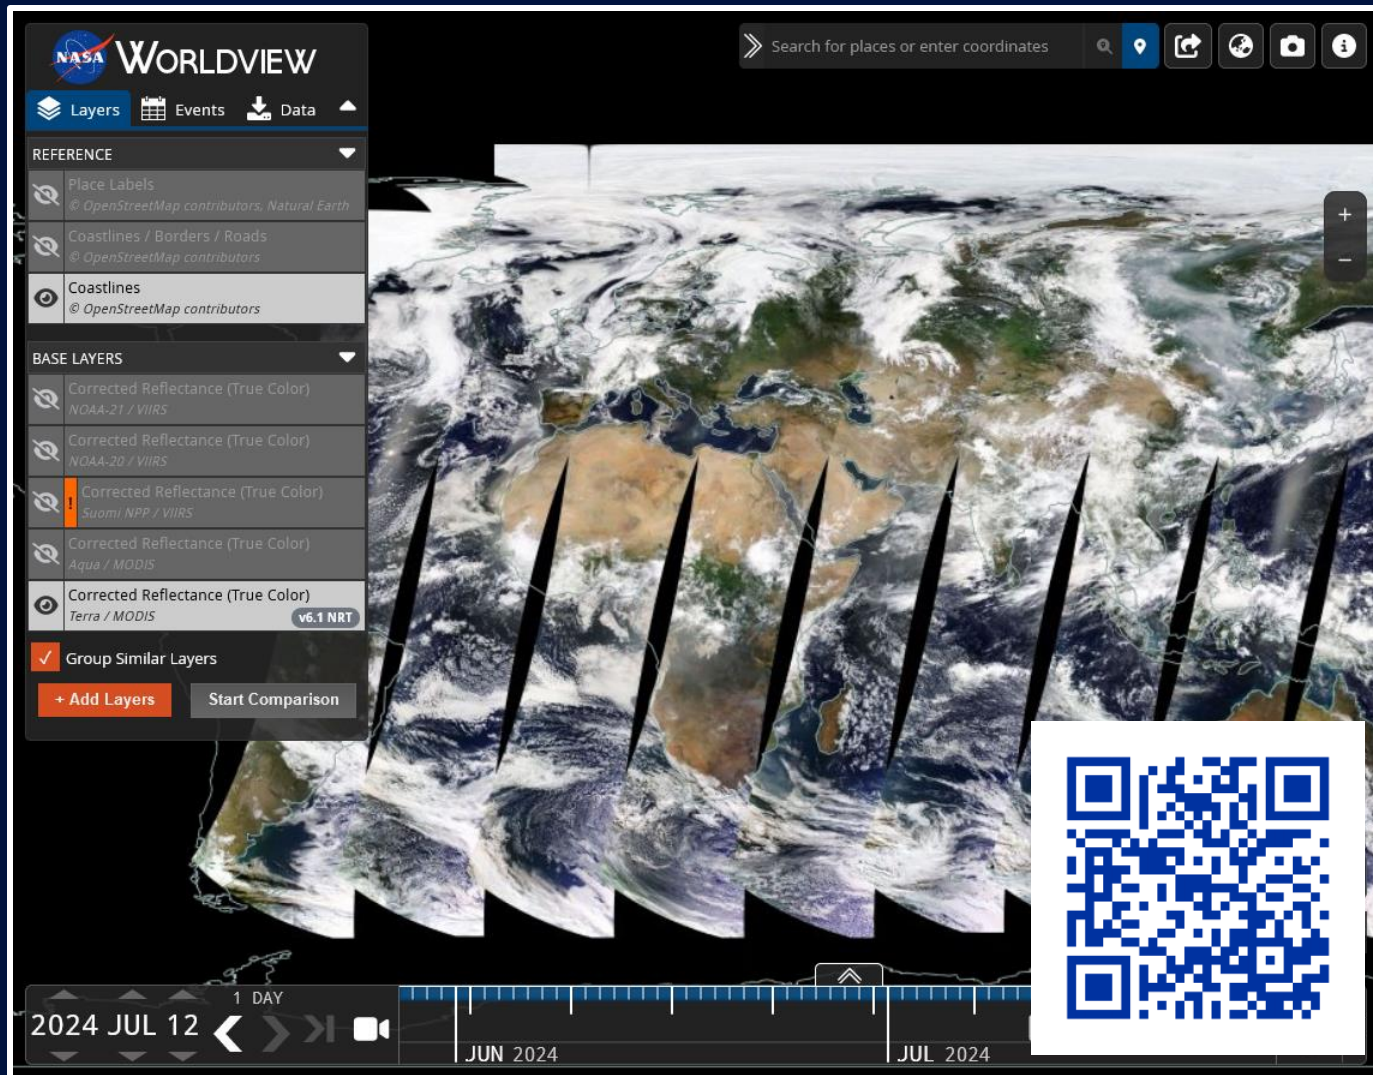 NASA WORLDVIEW
Search for places or enter coordinates
Layers Events Data
REFERENCE
Place Labels
© OpenStreetMap contributors, Natural Earth
Coastlines / Borders / Roads
© OpenStreetMap contributors
Coastlines
© OpenStreetMap contributors
BASE LAYERS
Corrected Reflectance (True Color)
NOAA-21 / VIIRS
Corrected Reflectance (True Color)
NOAA-20 / VIIRS
! Corrected Reflectance (True Color)
Suomi NPP / VIIRS
Corrected Reflectance (True Color)
Aqua / MODIS
Corrected Reflectance (True Color)
Terra / MODIS v6.1 NRT
Group Similar Layers
+ Add Layers Start Comparison
+
−
1 DAY
2024 JUL 12
JUN 2024 JUL 2024